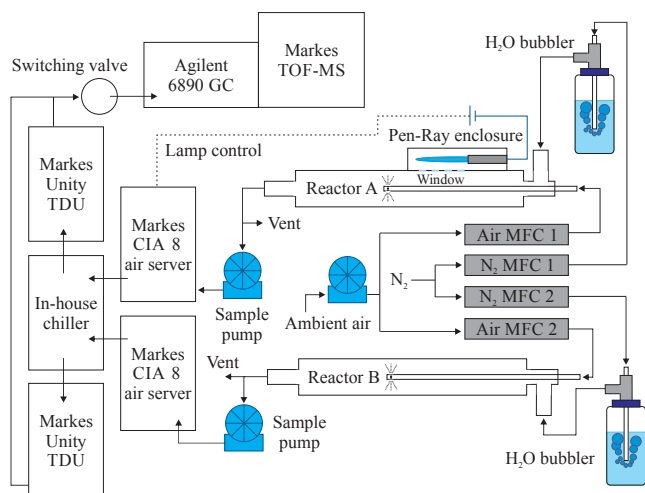 Switching valve
Agilent
6890 GC
Markes
TOF-MS
H₂O bubbler
Pen-Ray enclosure
Lamp control
Markes
Unity
TDU
Markes
CIA 8
air server
Reactor A
Window
Vent
Sample
pump
Air MFC 1
N₂ MFC 1
N₂
N₂ MFC 2
Air MFC 2
Ambient air
In-house
chiller
Markes
CIA 8
air server
Vent
Reactor B
Sample
pump
Markes
Unity
TDU
H₂O bubbler